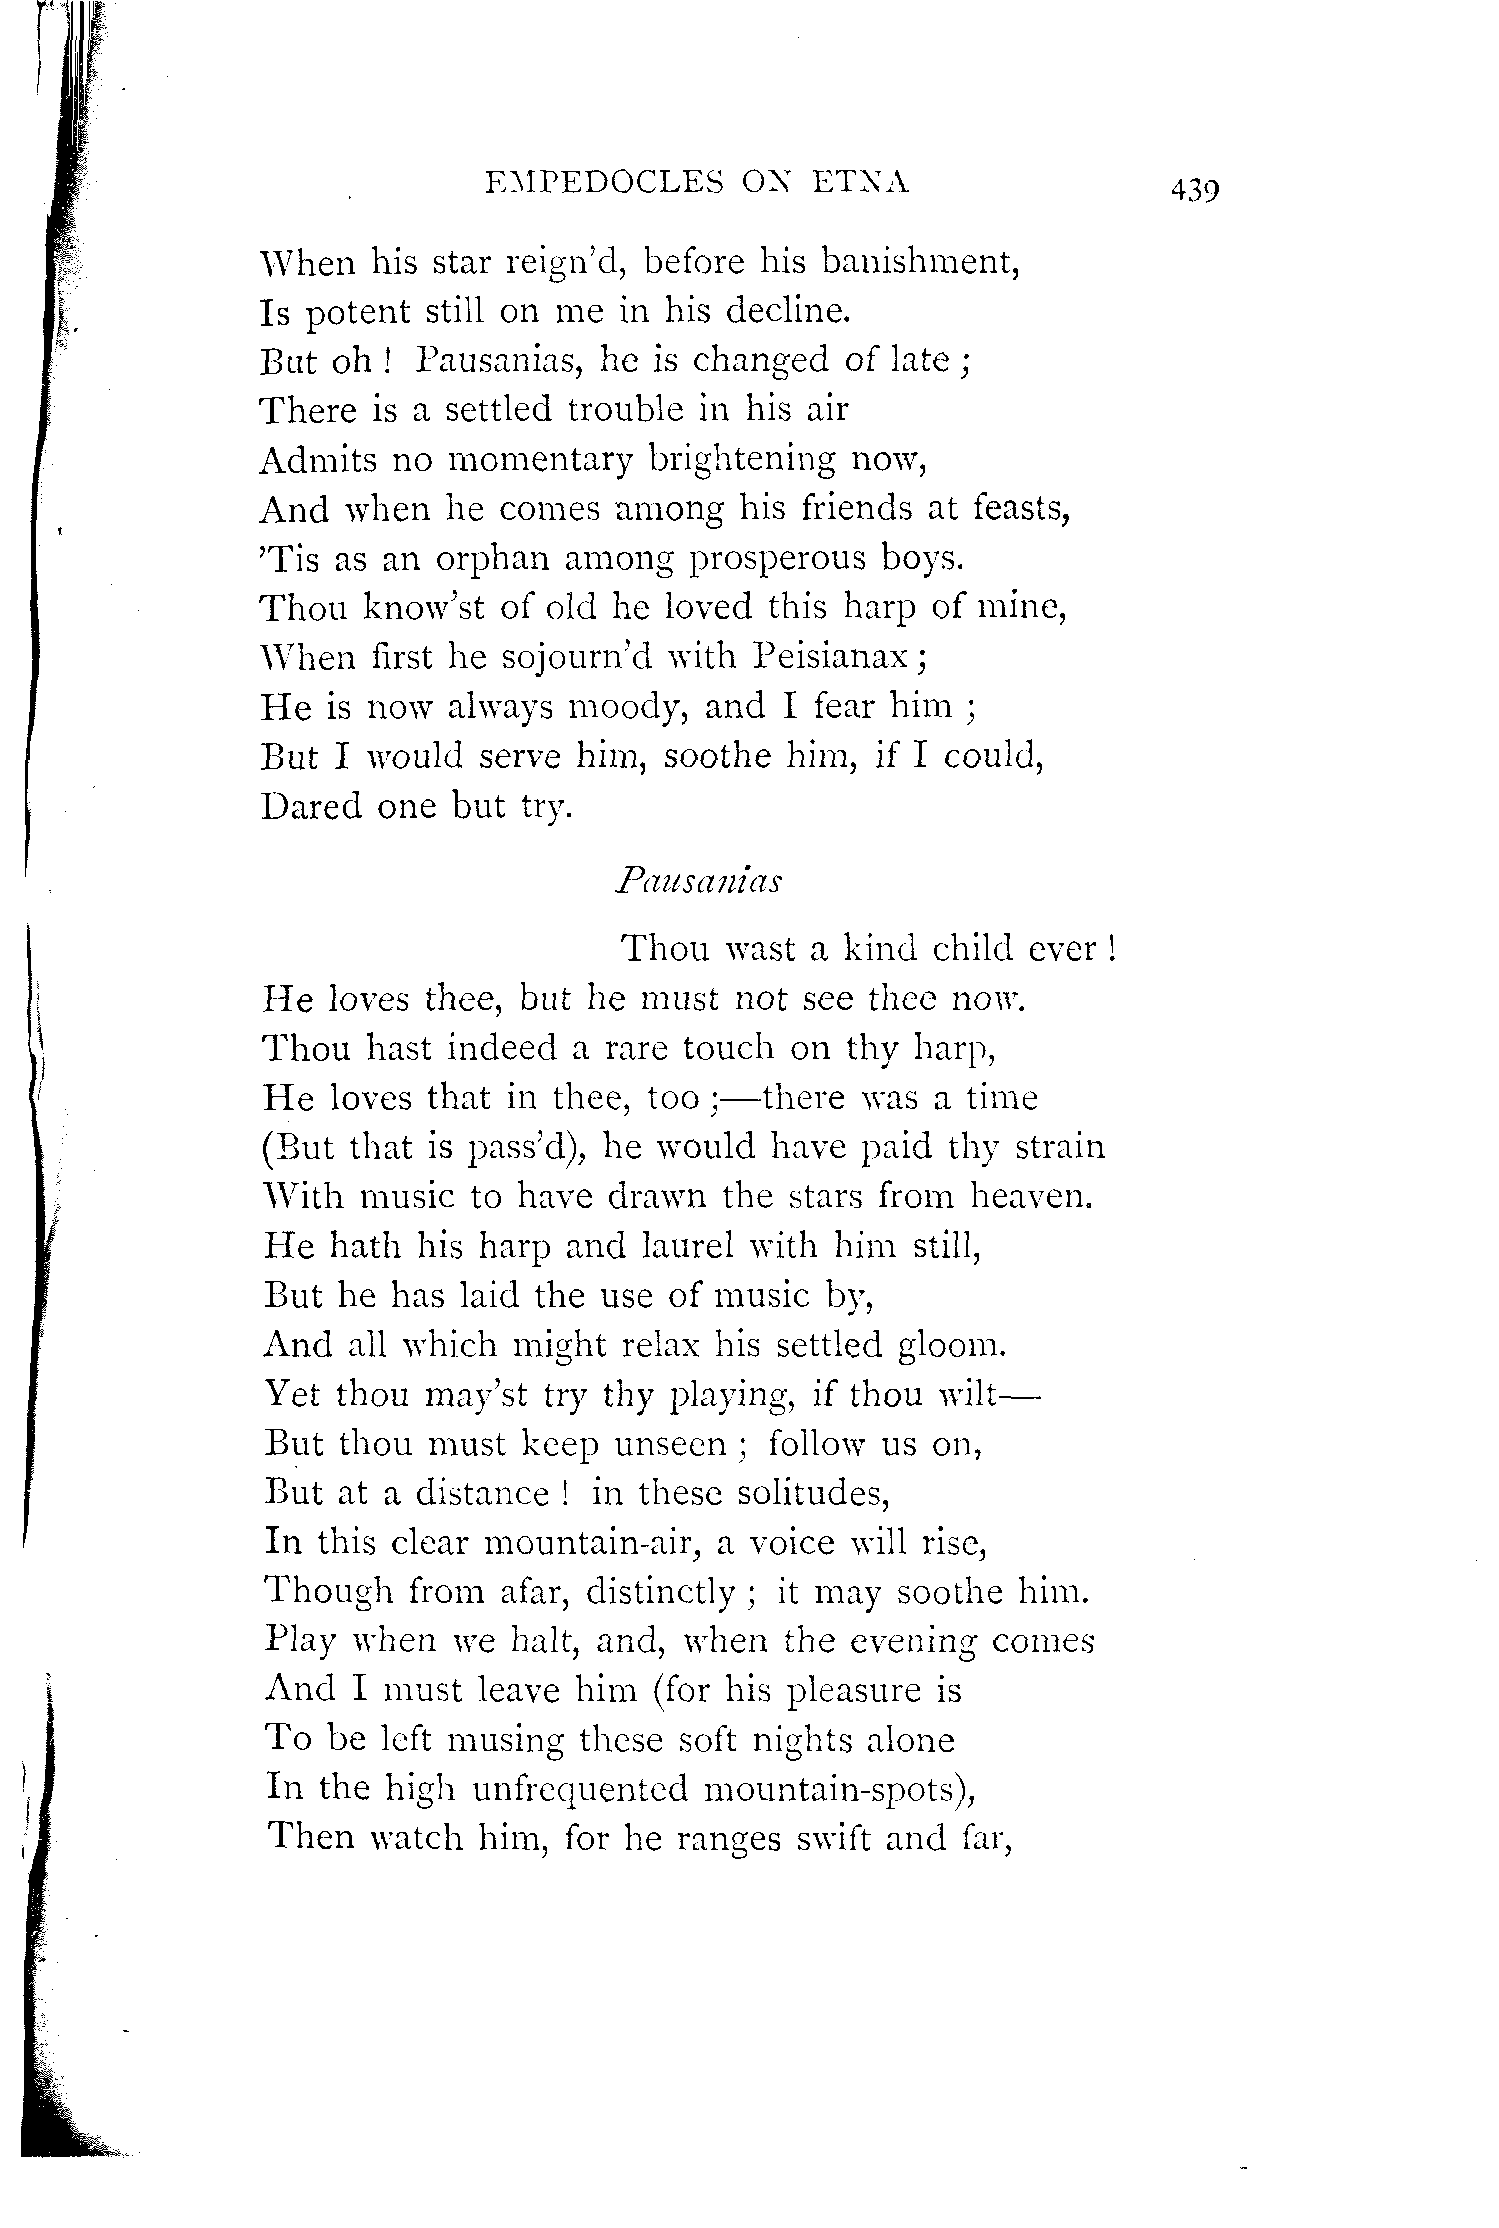 EMPEDOCLES ON ETNA 439
When his star reign'd, before his banishment,
Is potent still on me in his decline.
But oh ! Pausanias, he is changed of late ;
There is a settled trouble in his air
Admits no momentary brightening now,
And when he comes among his friends at feasts,
'Tis as an orphan among prosperous boys.
Thou know'st of old he loved this harp of mine,
When first he sojourn'd with Peisianax ;
He is now always moody, and I fear him ;
But I would serve him, soothe him, if I could,
Dared one but try.
Pausanias
Thou wast a kind child ever !
He loves thee, but he must not see thee now.
Thou hast indeed a rare touch on thy harp,
He loves that in thee, too ;—there was a time
(But that is pass'd), he would have paid thy strain
With music to have drawn the stars from heaven.
He hath his harp and laurel with him still,
But he has laid the use of music by,
And all which might relax his settled gloom.
Yet thou may'st try thy playing, if thou wilt—
But thou must keep unseen ; follow us on,
But at a distance ! in these solitudes,
In this clear mountain-air, a voice will rise,
Though from afar, distinctly ; it may soothe him.
Play when we halt, and, when the evening comes
And I must leave him (for his pleasure is
To be left musing these soft nights alone
In the high unfrequented mountain-spots),
Then watch him, for he ranges swift and far,